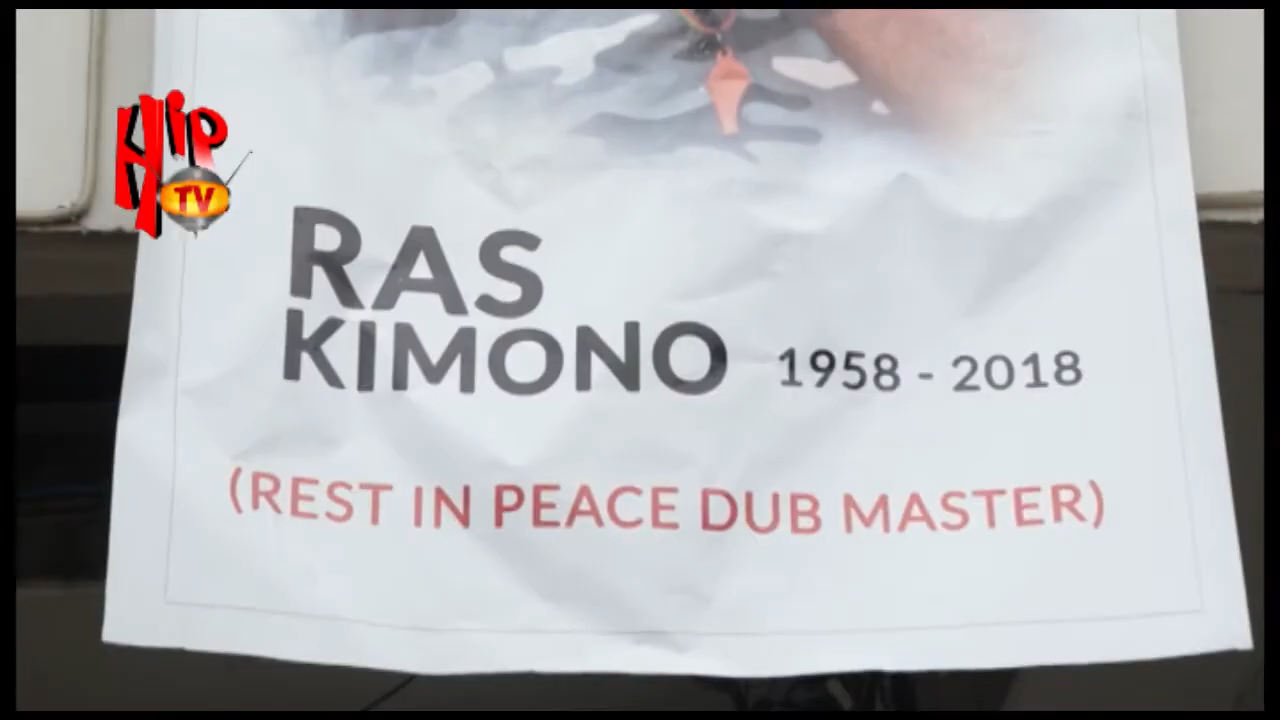 Hip
TV
RAS
KIMONO 1958 - 2018
(REST IN PEACE DUB MASTER)